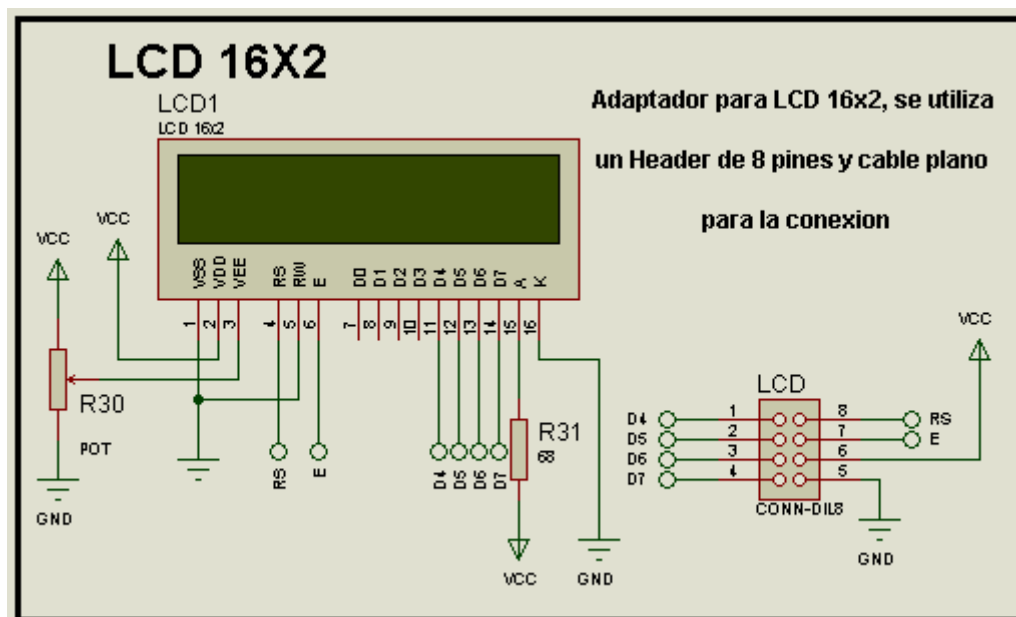 LCD 16X2
LCD1
LCD 16x2
Adaptador para LCD 16x2, se utiliza
un Header de 8 pines y cable plano
para la conexion
VCC
VCC
VSS VDD VEE RS RW E D0 D1 D2 D3 D4 D5 D6 D7 A K
1 2 3 4 5 6 7 8 9 10 11 12 13 14 15 16
R30
POT
GND
RS E D4 D5 D6 D7
R31
68
VCC
GND
VCC
LCD
D4 1 8 RS
D5 2 7 E
D6 3 6
D7 4 5
CONN-DIL8
GND